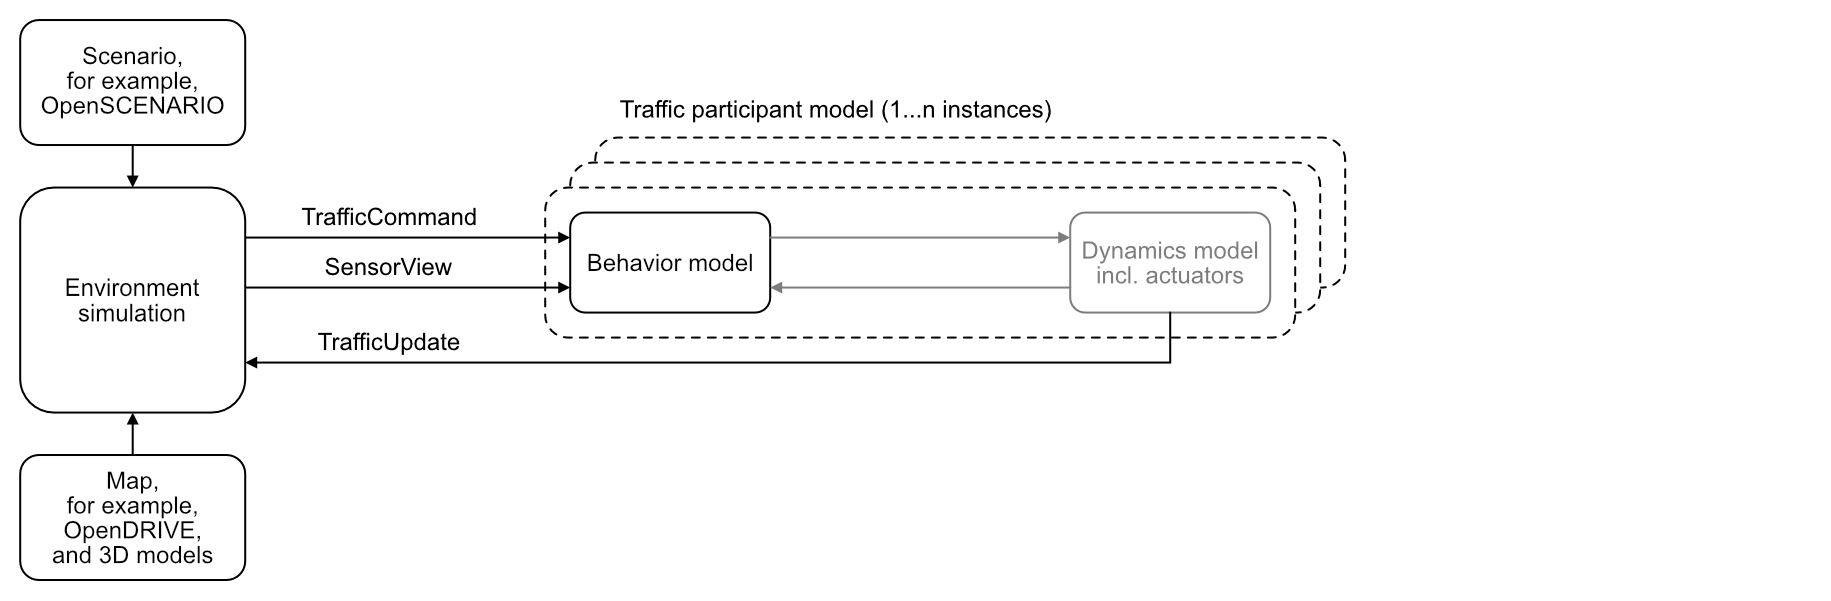 Scenario,
for example,
OpenSCENARIO
Traffic participant model (1...n instances)
TrafficCommand
SensorView
TrafficUpdate
Environment
simulation
Behavior model
Dynamics model
incl. actuators
Map,
for example,
OpenDRIVE,
and 3D models